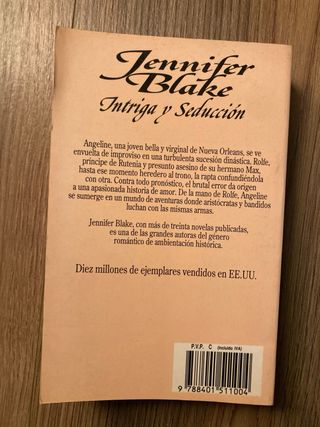 Jennifer
Blake
Intriga y Seducción
Angeline, una joven bella y virginal de Nueva Orleans, se ve
envuelta de improviso en una turbulenta sucesión dinástica. Rolfe,
príncipe de Rutenia y presunto asesino de su hermano Max,
hasta ese momento heredero al trono, la rapta confundiéndola
con otra. Contra todo pronóstico, el brutal error da origen
a una apasionada historia de amor. De la mano de Rolfe, Angeline
se sumerge en un mundo de aventuras donde aristócratas y bandidos
luchan con las mismas armas.
Jennifer Blake, con más de treinta novelas publicadas,
es una de las grandes autoras del género
romántico de ambientación histórica.
Diez millones de ejemplares vendidos en EE.UU.
P.V.P. C (Incluido IVA)
9 788401 511004